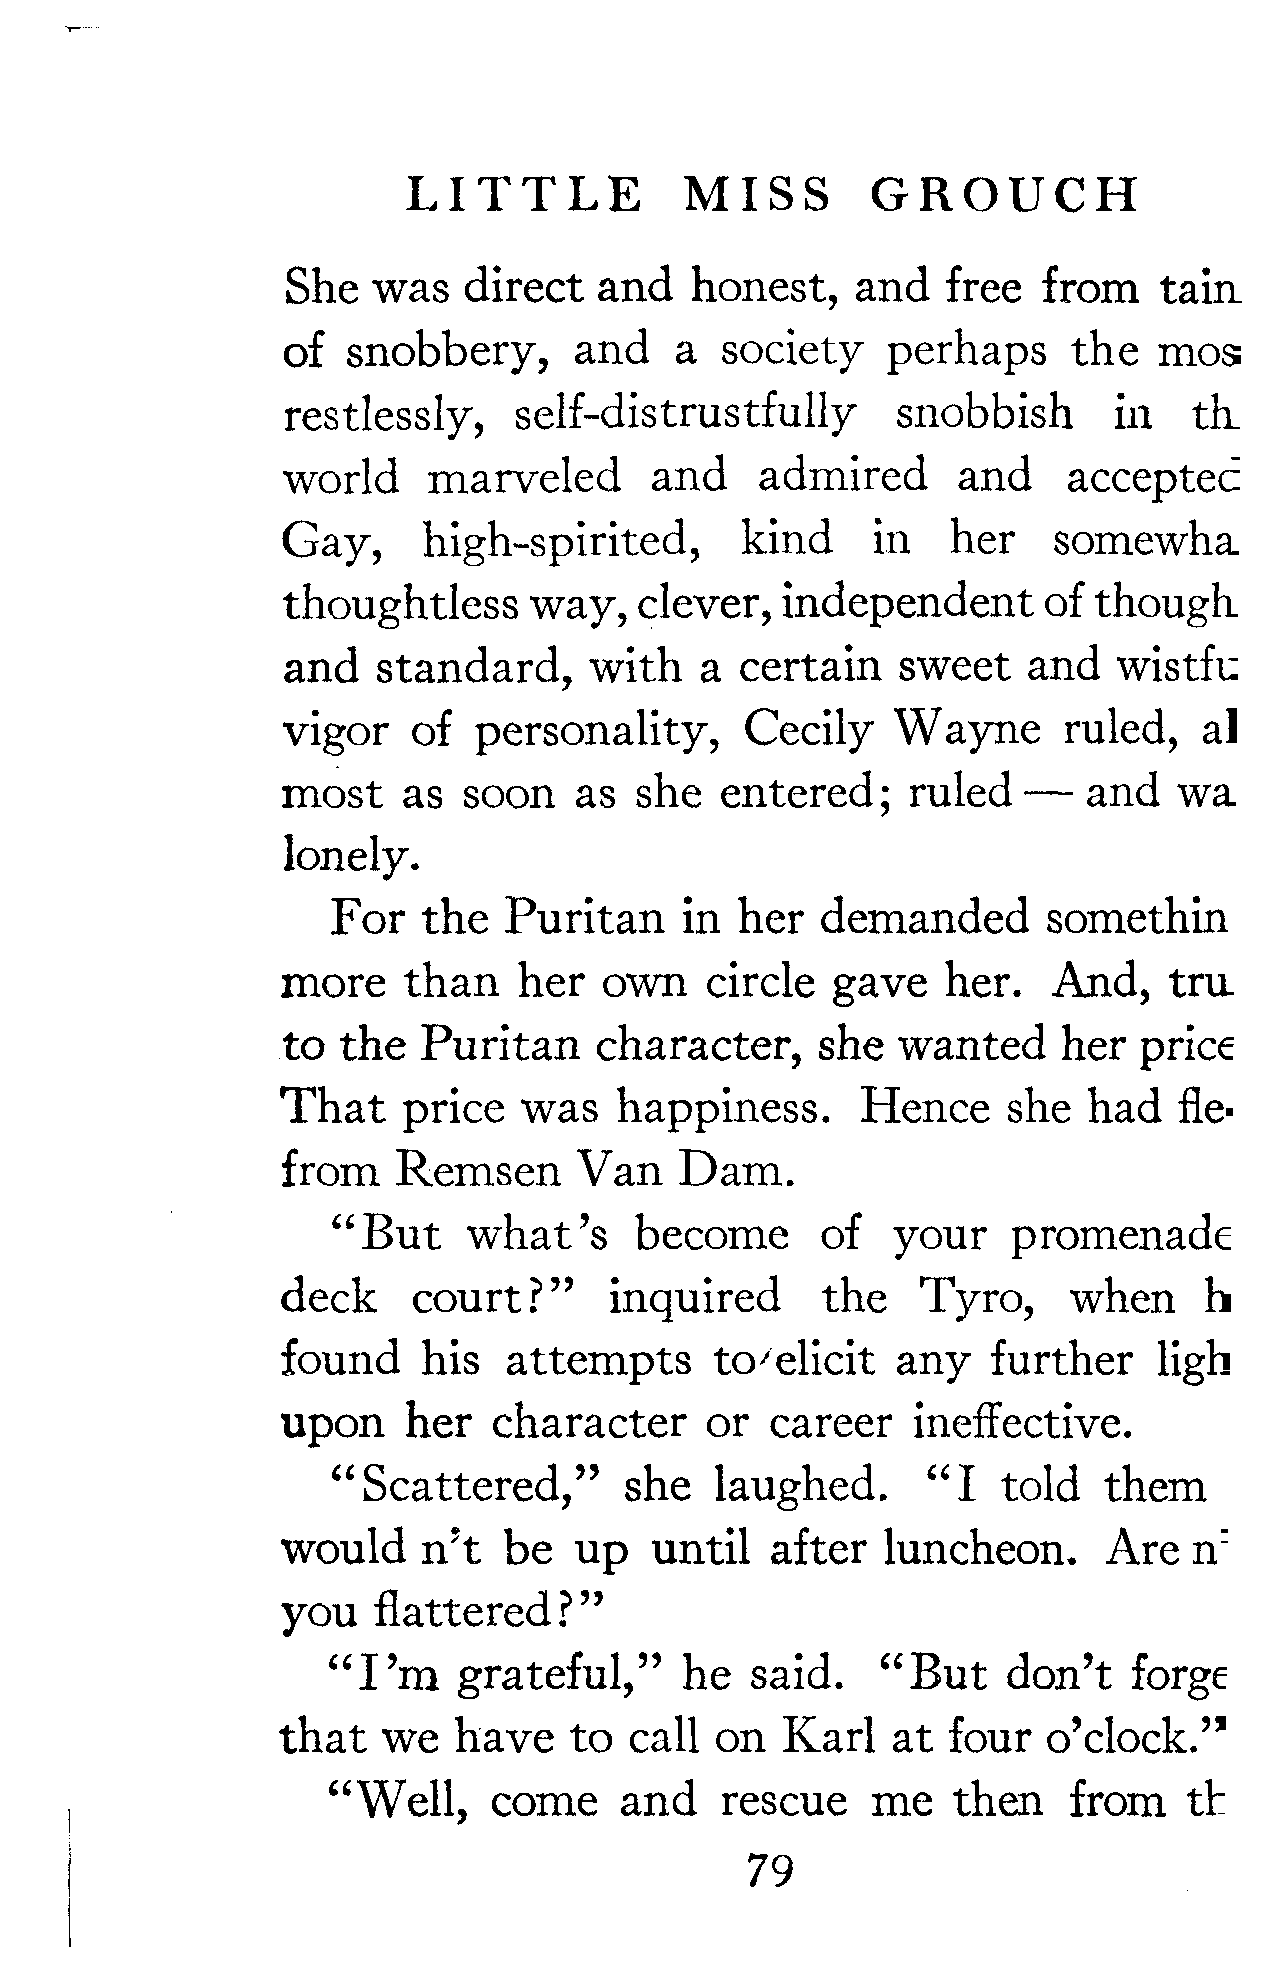 LITTLE MISS GROUCH
She was direct and honest, and free from tain
of snobbery, and a society perhaps the mos
restlessly, self-distrustfully snobbish in th
world marveled and admired and accepted
Gay, high-spirited, kind in her somewha
thoughtless way, clever, independent of though
and standard, with a certain sweet and wistfu
vigor of personality, Cecily Wayne ruled, al
most as soon as she entered; ruled — and wa
lonely.
For the Puritan in her demanded somethin
more than her own circle gave her. And, tru
to the Puritan character, she wanted her price
That price was happiness. Hence she had fle
from Remsen Van Dam.
"But what's become of your promenade
deck court?" inquired the Tyro, when h
found his attempts to elicit any further ligh
upon her character or career ineffective.
"Scattered," she laughed. "I told them
would n't be up until after luncheon. Are n'
you flattered?"
"I'm grateful," he said. "But don't forge
that we have to call on Karl at four o'clock."
"Well, come and rescue me then from th
79